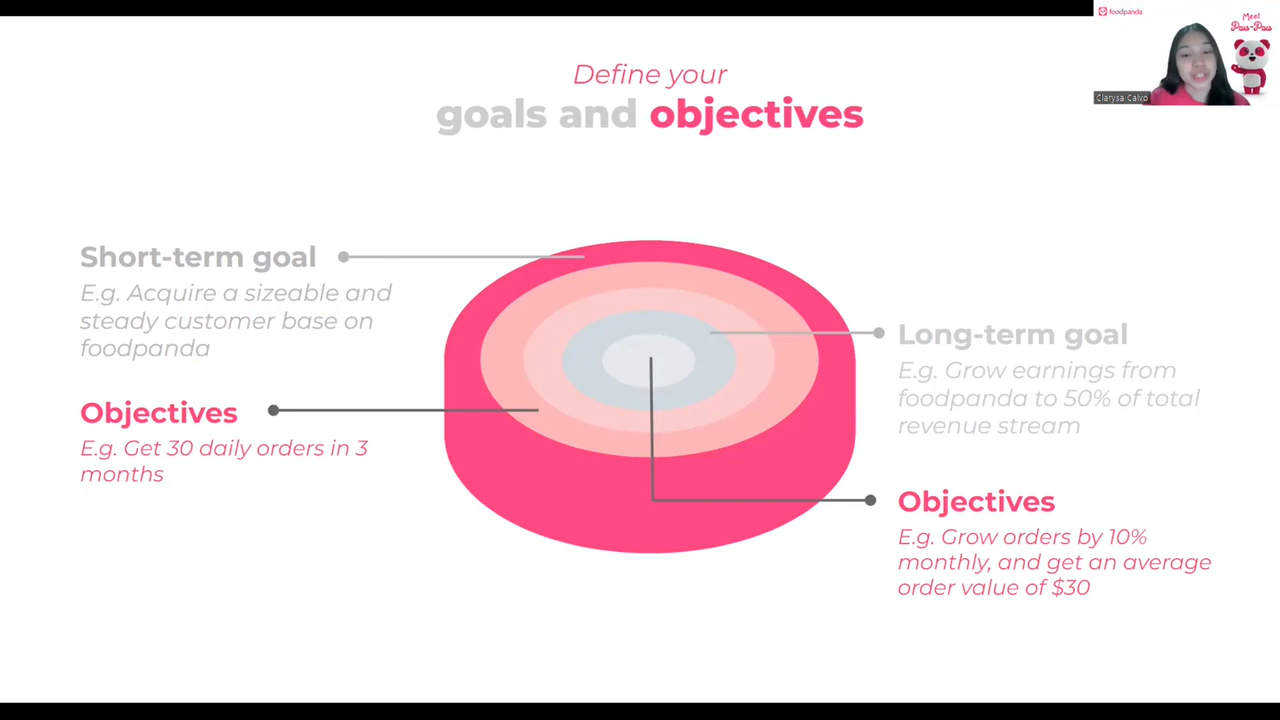 foodpanda
Meet
Pau-Pau
Clarysa Calvo
Define your
goals and objectives
Short-term goal
E.g. Acquire a sizeable and
steady customer base on
foodpanda
Objectives
E.g. Get 30 daily orders in 3
months
Long-term goal
E.g. Grow earnings from
foodpanda to 50% of total
revenue stream
Objectives
E.g. Grow orders by 10%
monthly, and get an average
order value of $30